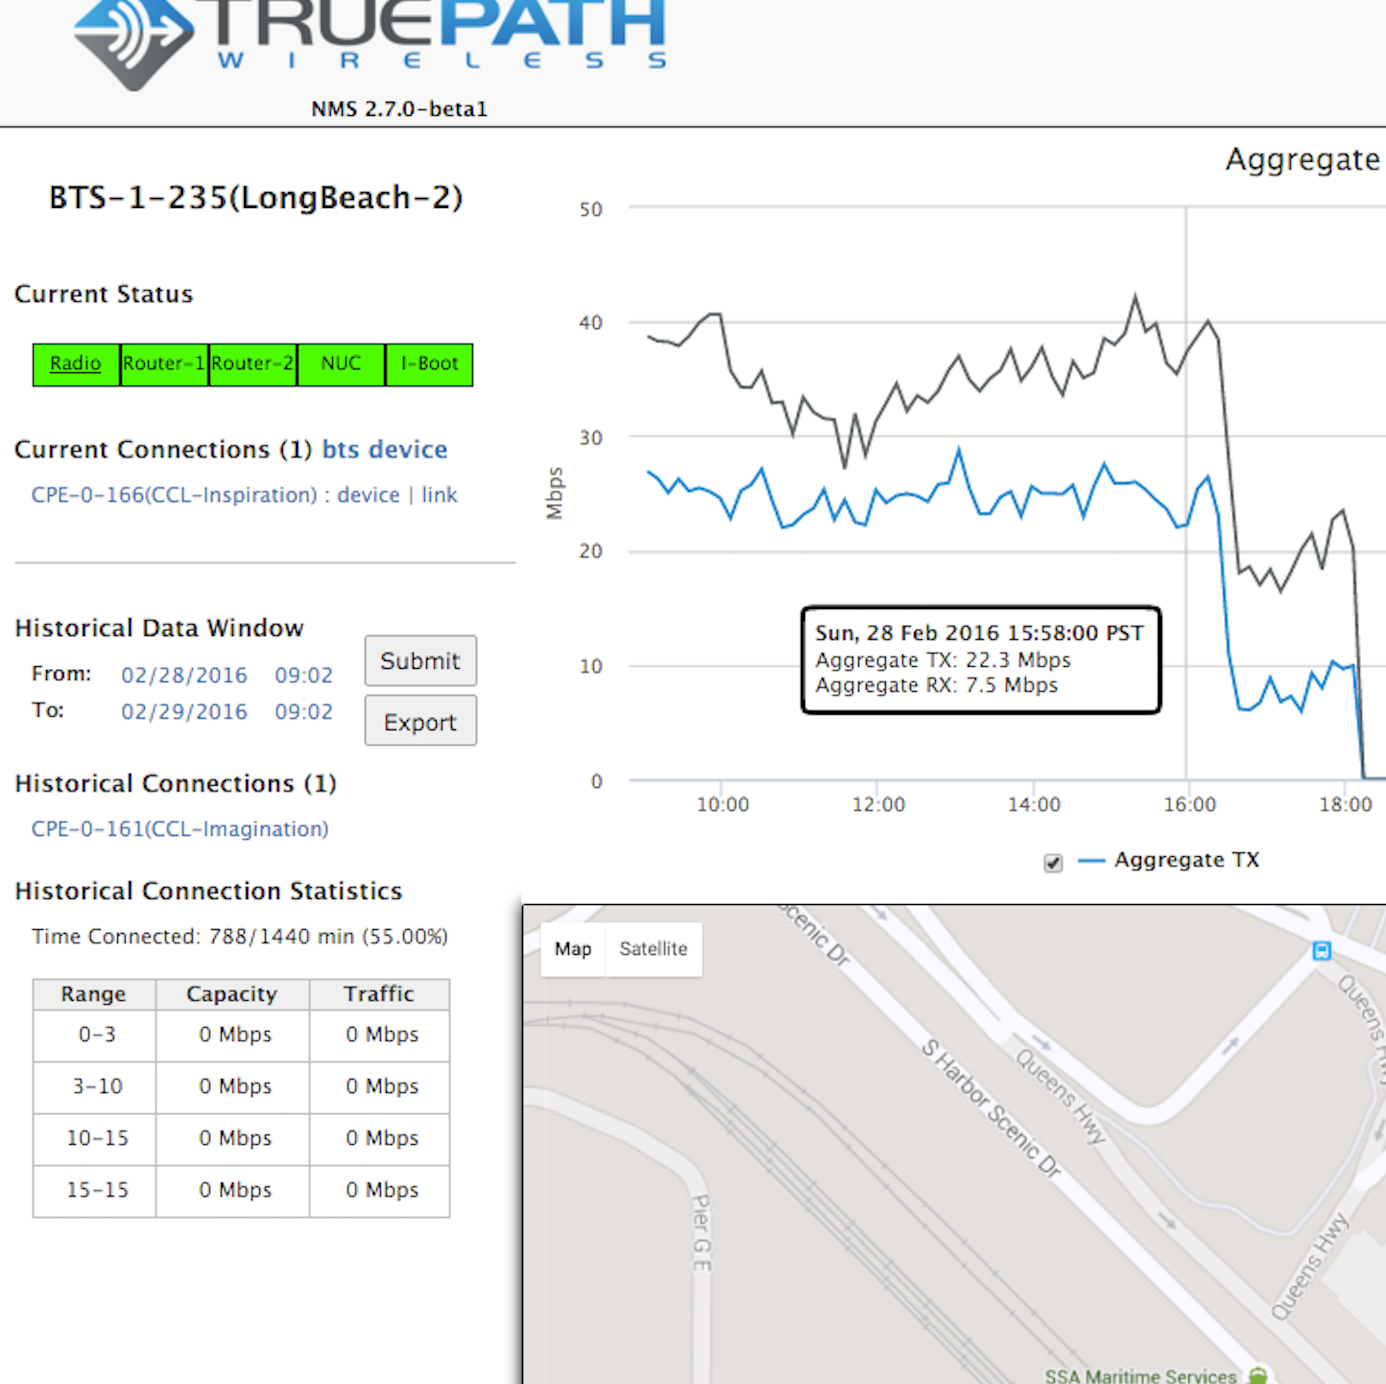 TRUEPATH
WIRELESS
NMS 2.7.0-beta1
BTS-1-235(LongBeach-2)
Current Status
Radio Router-1 Router-2 NUC I-Boot
Current Connections (1) bts device
CPE-0-166(CCL-Inspiration) : device | link
Historical Data Window
From: 02/28/2016 09:02
To: 02/29/2016 09:02
Submit
Export
Historical Connections (1)
CPE-0-161(CCL-Imagination)
Historical Connection Statistics
Time Connected: 788/1440 min (55.00%)
Range Capacity Traffic
0-3 0 Mbps 0 Mbps
3-10 0 Mbps 0 Mbps
10-15 0 Mbps 0 Mbps
15-15 0 Mbps 0 Mbps
Aggregate
50
40
30
20
10
0
Mbps
Sun, 28 Feb 2016 15:58:00 PST
Aggregate TX: 22.3 Mbps
Aggregate RX: 7.5 Mbps
10:00 12:00 14:00 16:00 18:00
Aggregate TX
Map Satellite
Scenic Dr
S Harbor Scenic Dr
Queens Hwy
Queens Hwy
Queens Hwy
Pier G E
SSA Maritime Services